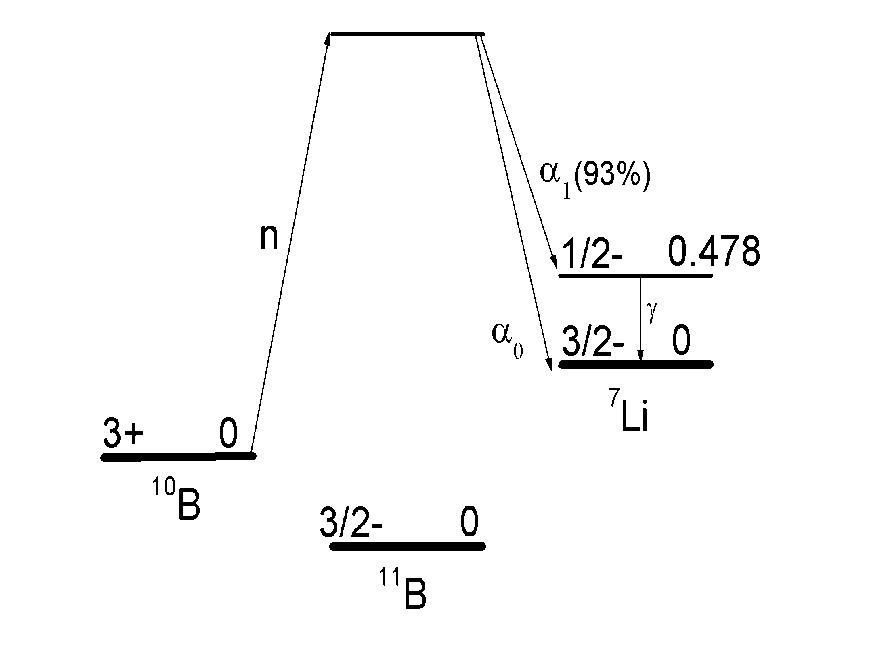 α₁(93%)
n
1/2- 0.478
γ
α₀
3/2- 0
⁷Li
3+ 0
¹⁰B
3/2- 0
¹¹B